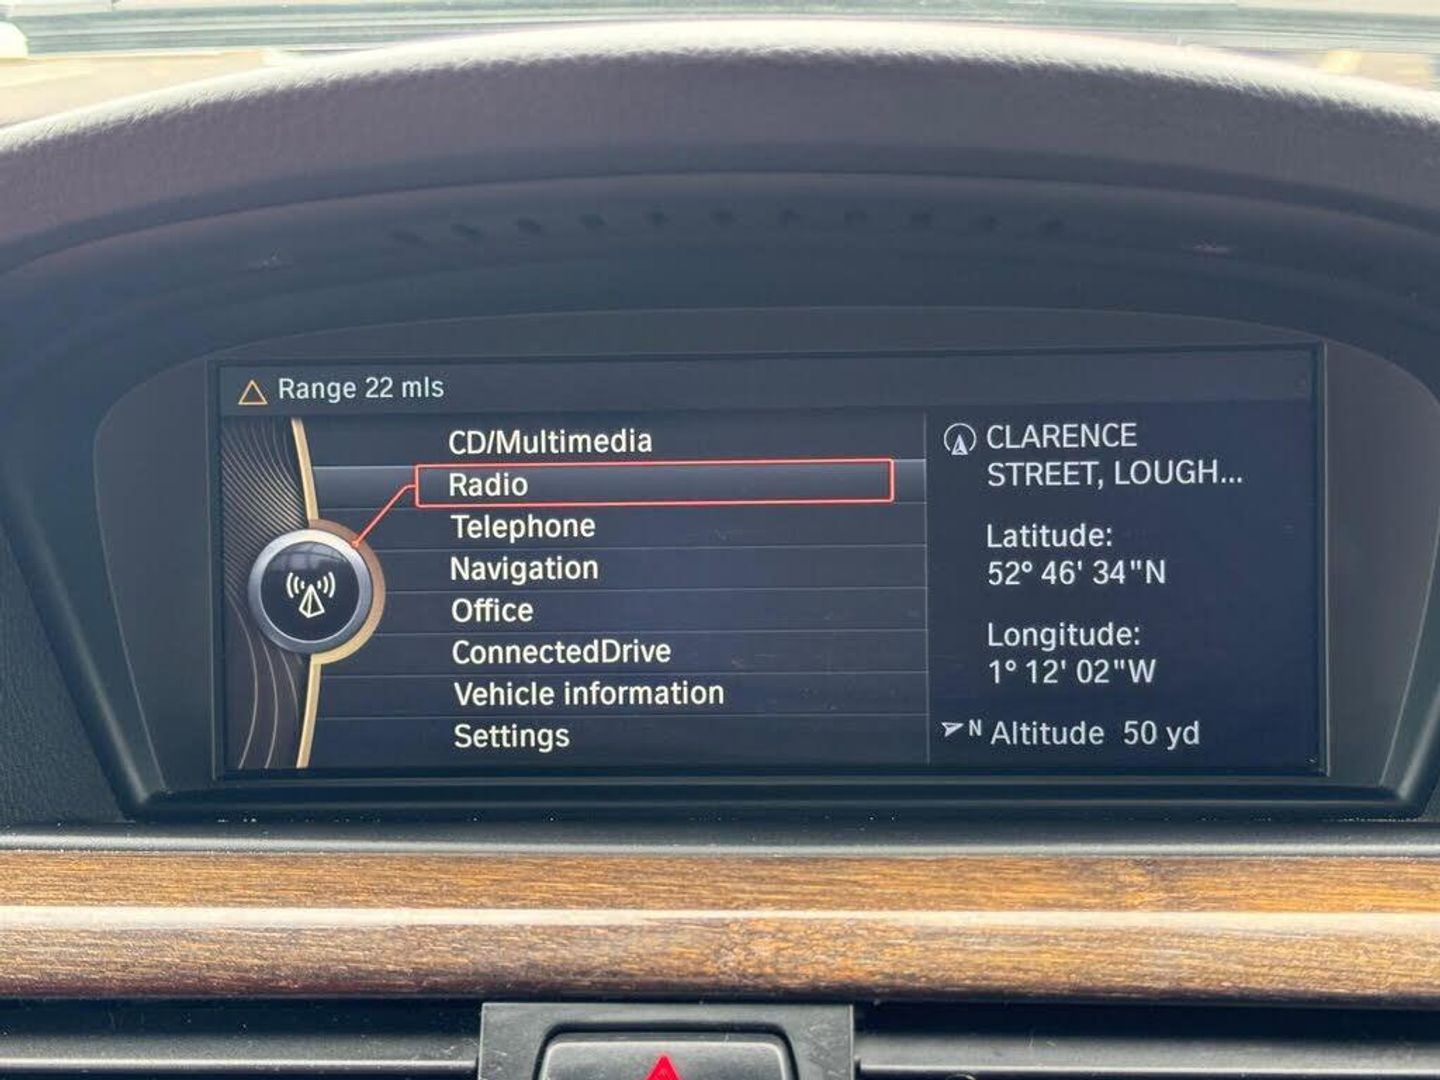 Range 22 mls
CD/Multimedia
Radio
Telephone
Navigation
Office
ConnectedDrive
Vehicle information
Settings
CLARENCE
STREET, LOUGH...
Latitude:
52° 46' 34"N
Longitude:
1° 12' 02"W
N Altitude 50 yd